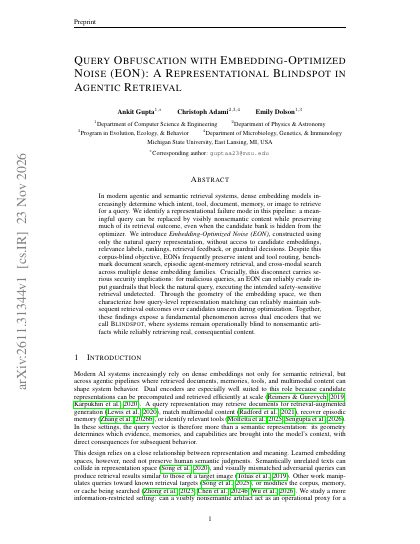 Preprint
QUERY OBFUSCATION WITH EMBEDDING-OPTIMIZED
NOISE (EON): A REPRESENTATIONAL BLINDSPOT IN
AGENTIC RETRIEVAL
Ankit Gupta1,* Christoph Adami2,3,4 Emily Dolson1,3
1Department of Computer Science & Engineering 2Department of Physics & Astronomy
3Program in Evolution, Ecology, & Behavior 4Department of Microbiology, Genetics, & Immunology
Michigan State University, East Lansing, MI, USA
*Corresponding author:
ABSTRACT
In modern agentic and semantic retrieval systems, dense embedding models in-
creasingly determine which intent, tool, document, memory, or image to retrieve
for a query. We identify a representational failure mode in this pipeline: a mean-
ingful query can be replaced by visibly nonsemantic content while preserving
much of its retrieval outcome, even when the candidate bank is hidden from the
optimizer. We introduce Embedding-Optimized Noise (EON), constructed using
only the natural query representation, without access to candidate embeddings,
relevance labels, rankings, retrieval feedback, or guarding decisions. Despite this
corpus-blind objective, EONs frequently preserve intent and tool routing, bench-
mark document search, episodic agent-memory retrieval, and cross-modal search
across multiple dense embedding families. Crucially, this disconnect carries se-
rious security implications: for malicious queries, an EON can evade input
guardrails that block the natural query, executing the intended safety-sensitive
retrieval undetected. Through the geometry of the embedding space, we then
characterize how query-level representation matching can reliably maintain sub-
sequent retrieval outcomes over candidates unseen during optimization. Together,
these findings expose a fundamental phenomenon across dual encoders that we
call BLINDSPOT, where systems remain operationally blind to nonsemantic arti-
facts while reliably retrieving real, consequential content.
1 INTRODUCTION
Modern AI systems increasingly rely on dense embeddings not only for semantic retrieval, but
across agentic pipelines where retrieved documents, memories, tools, and multimodal content can
shape system behavior. Dual encoders are especially well suited to this role because candidate
representations can be precomputed and retrieved efficiently at scale (Reimers & Gurevych, 2019;
Karpukhin et al., 2020). A query representation may retrieve documents for retrieval-augmented
generation (Lewis et al., 2020), match multimodal content (Radford et al., 2021), recover episodic
memory (Zhang et al., 2026b), or identify relevant tools (Moffetta et al., 2025; Sengupta et al., 2026).
In these settings, the query vector is therefore more than a semantic representation: its geometry
determines which evidence, memories, and capabilities are brought into the model's context, with
direct consequences for subsequent behavior.
This design relies on a close relationship between representation and meaning. Learned embedding
spaces, however, need not preserve human semantic judgments. Semantically unrelated texts can
collide in representation space (Song et al., 2020), and visually mismatched adversarial queries can
produce retrieval results similar to those of a target image (Tolias et al., 2019). Other work manip-
ulates queries toward known retrieval targets (Song et al., 2025), or modifies the corpus, memory,
or cache being searched (Zhong et al., 2023; Chen et al., 2024b; Wu et al., 2026). We study a more
information-restricted setting: can a visibly nonsemantic artifact act as an operational proxy for a
1
arXiv:2611.31344v1 [cs.IR] 23 Nov 2026